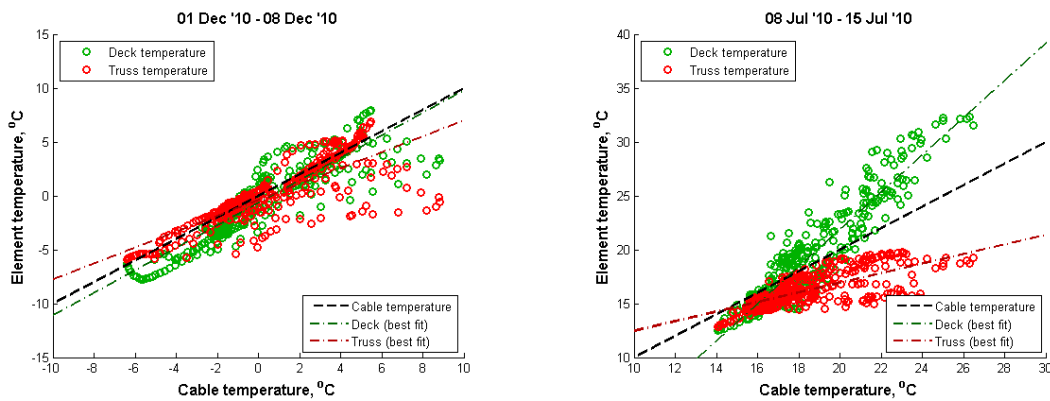 01 Dec '10 - 08 Dec '10
Element temperature, °C
15
10
5
0
-5
-10
-15
Deck temperature
Truss temperature
Cable temperature
Deck (best fit)
Truss (best fit)
-10 -8 -6 -4 -2 0 2 4 6 8 10
Cable temperature, °C
08 Jul '10 - 15 Jul '10
Element temperature, °C
40
35
30
25
20
15
10
Deck temperature
Truss temperature
Cable temperature
Deck (best fit)
Truss (best fit)
10 12 14 16 18 20 22 24 26 28 30
Cable temperature, °C